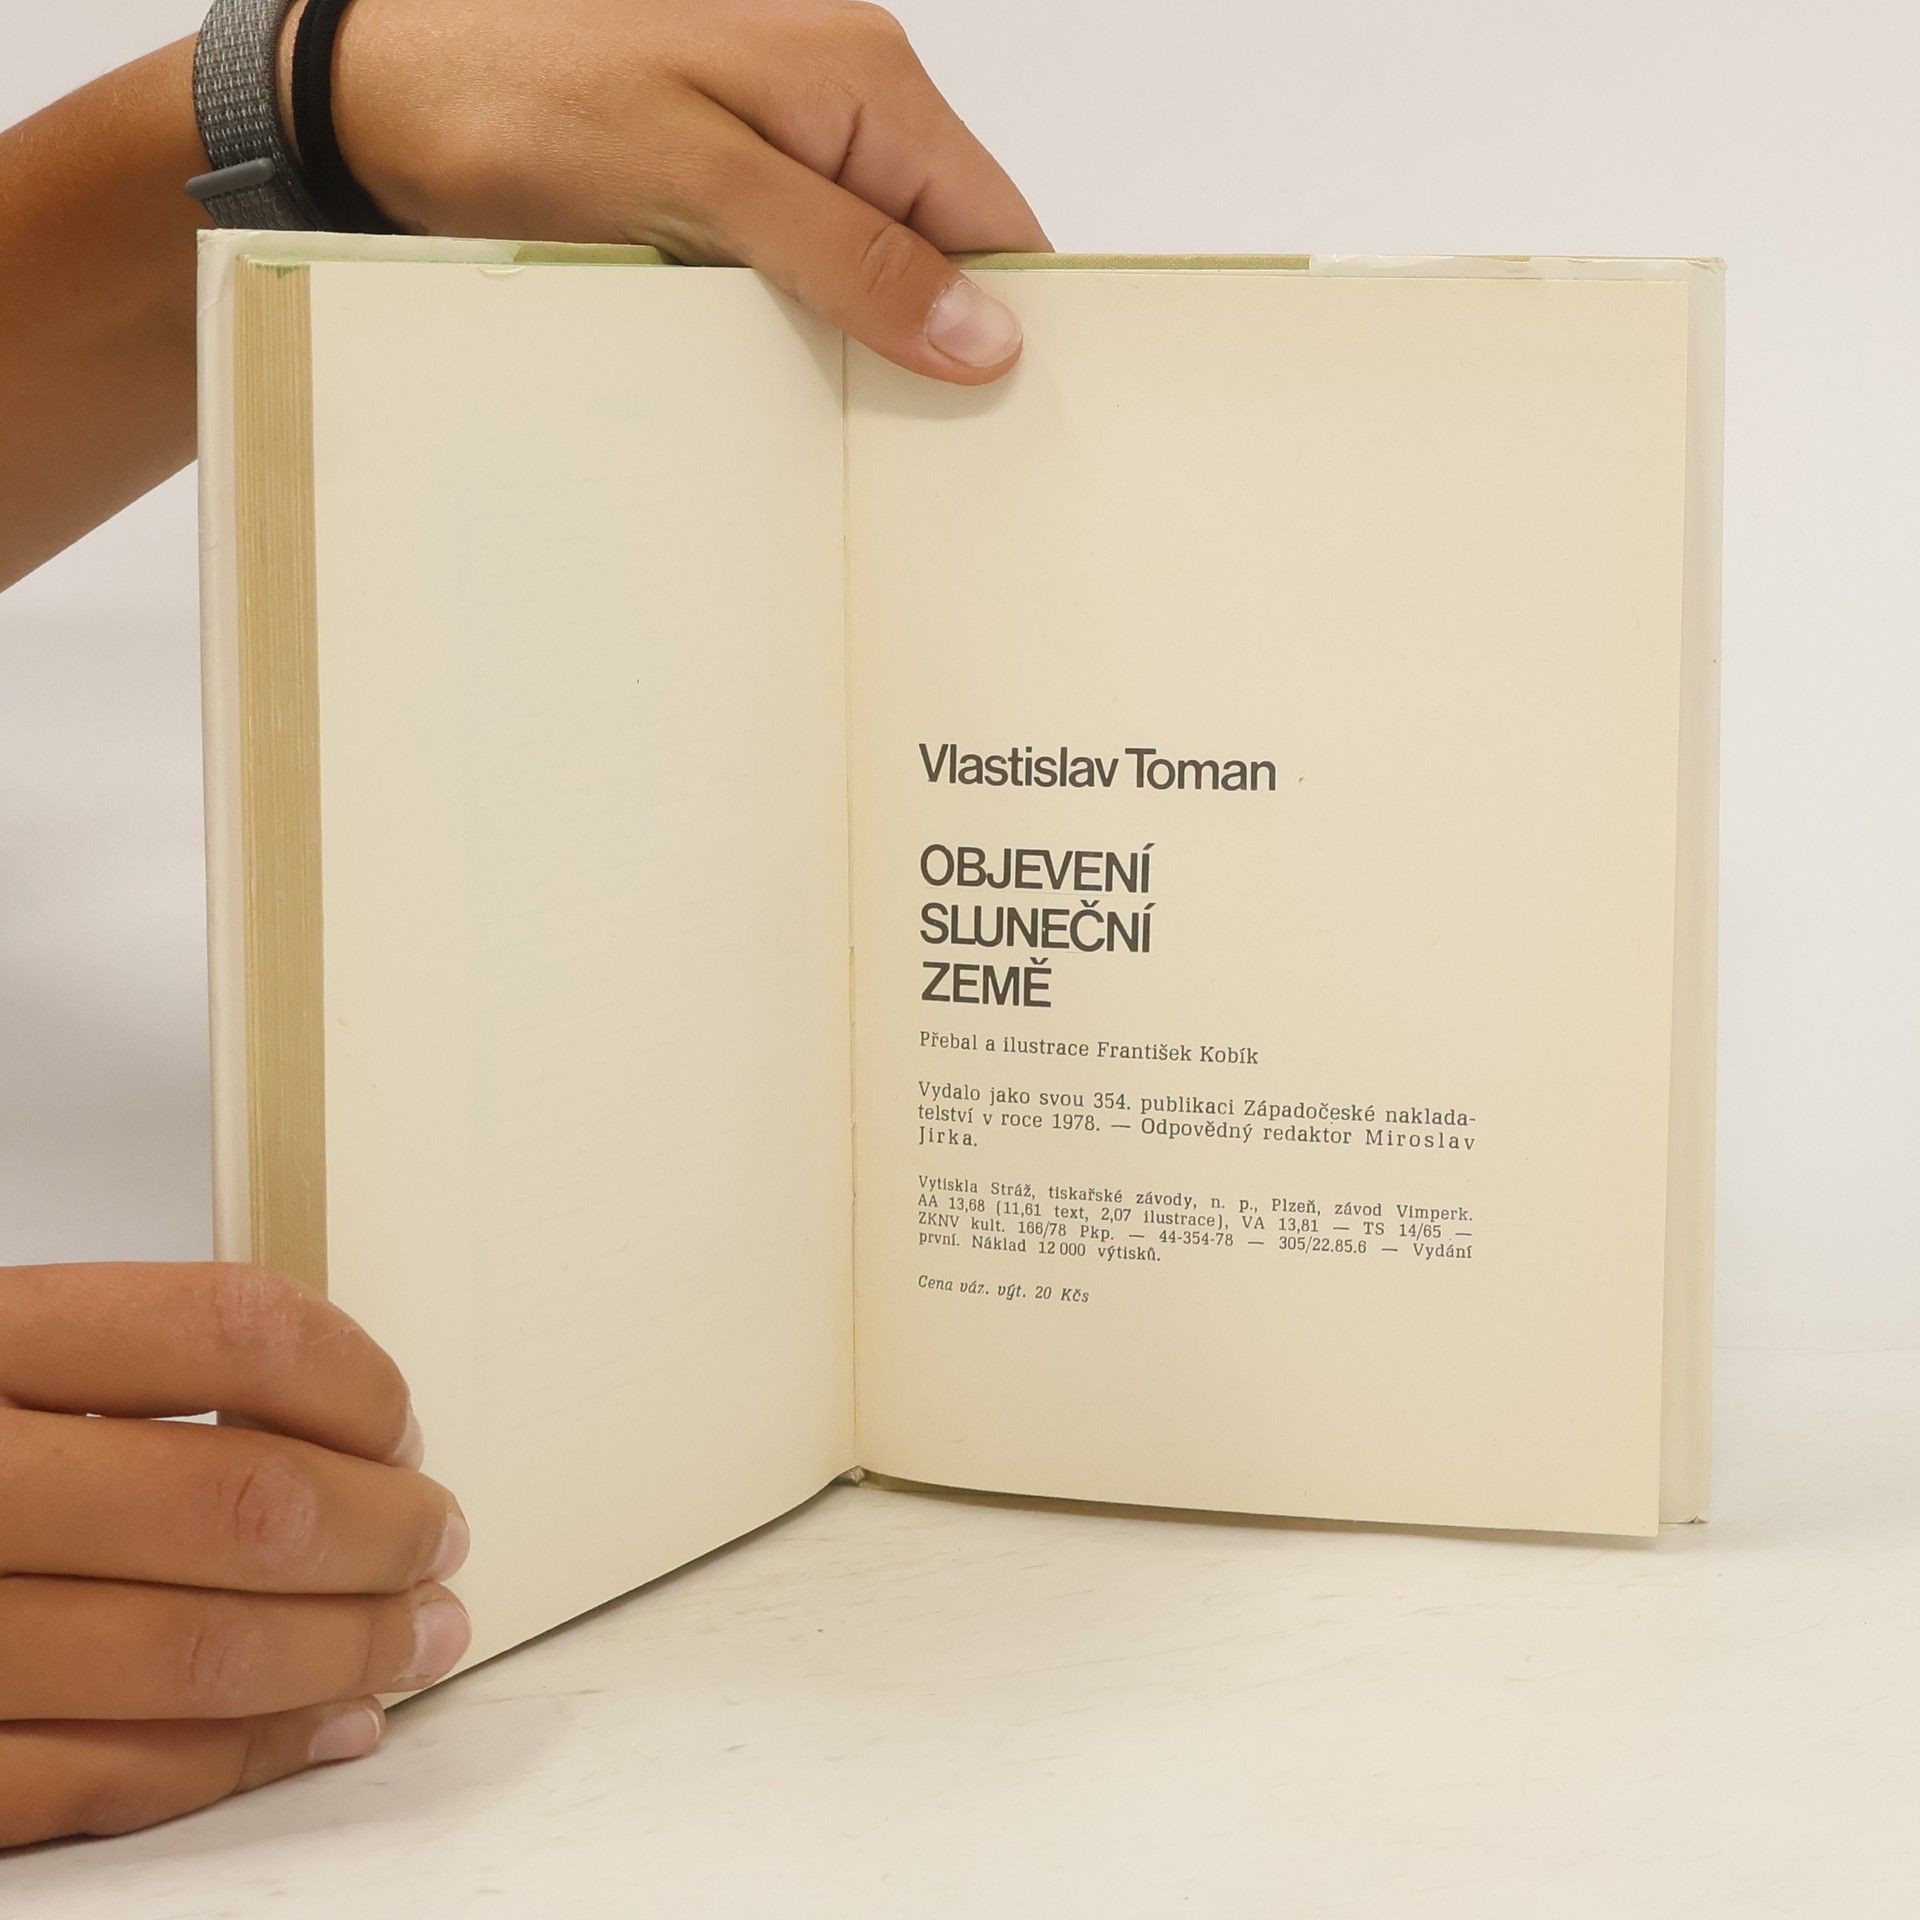 Vlastislav Toman
OBJEVENÍ
SLUNEČNÍ
ZEMĚ
Přebal a ilustrace František Kobík
Vydalo jako svou 354. publikaci Západočeské naklada-
telství v roce 1978. — Odpovědný redaktor Miroslav
Jirka.
Vytiskla Stráž, tiskařské závody, n. p., Plzeň, závod Vimperk.
AA 13,68 (11,61 text, 2,07 ilustrace), VA 13,81 — TS 14/65 —
ZKNV kult. 166/78 Pkp. — 44-354-78 — 305/22.85.6 — Vydání
první. Náklad 12 000 výtisků.
Cena váz. výt. 20 Kčs